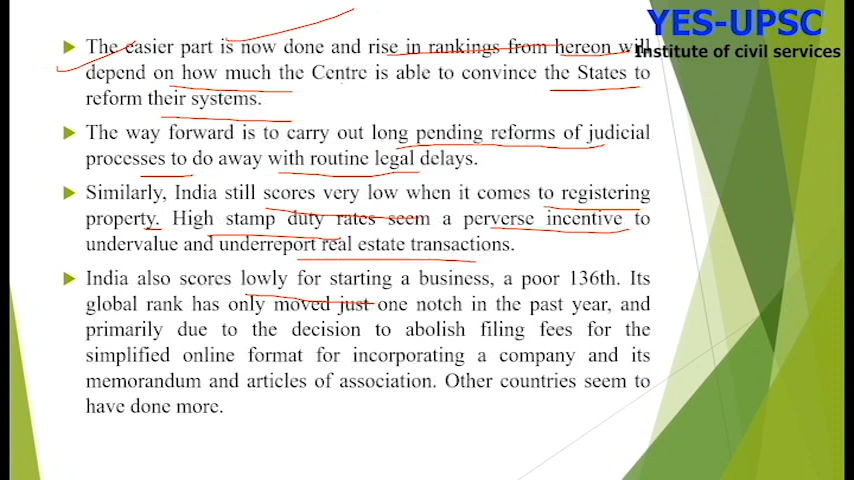 YES-UPSC
Institute of civil services
The easier part is now done and rise in rankings from hereon will
depend on how much the Centre is able to convince the States to
reform their systems.
The way forward is to carry out long pending reforms of judicial
processes to do away with routine legal delays.
Similarly, India still scores very low when it comes to registering
property. High stamp duty rates seem a perverse incentive to
undervalue and underreport real estate transactions.
India also scores lowly for starting a business, a poor 136th. Its
global rank has only moved just one notch in the past year, and
primarily due to the decision to abolish filing fees for the
simplified online format for incorporating a company and its
memorandum and articles of association. Other countries seem to
have done more.